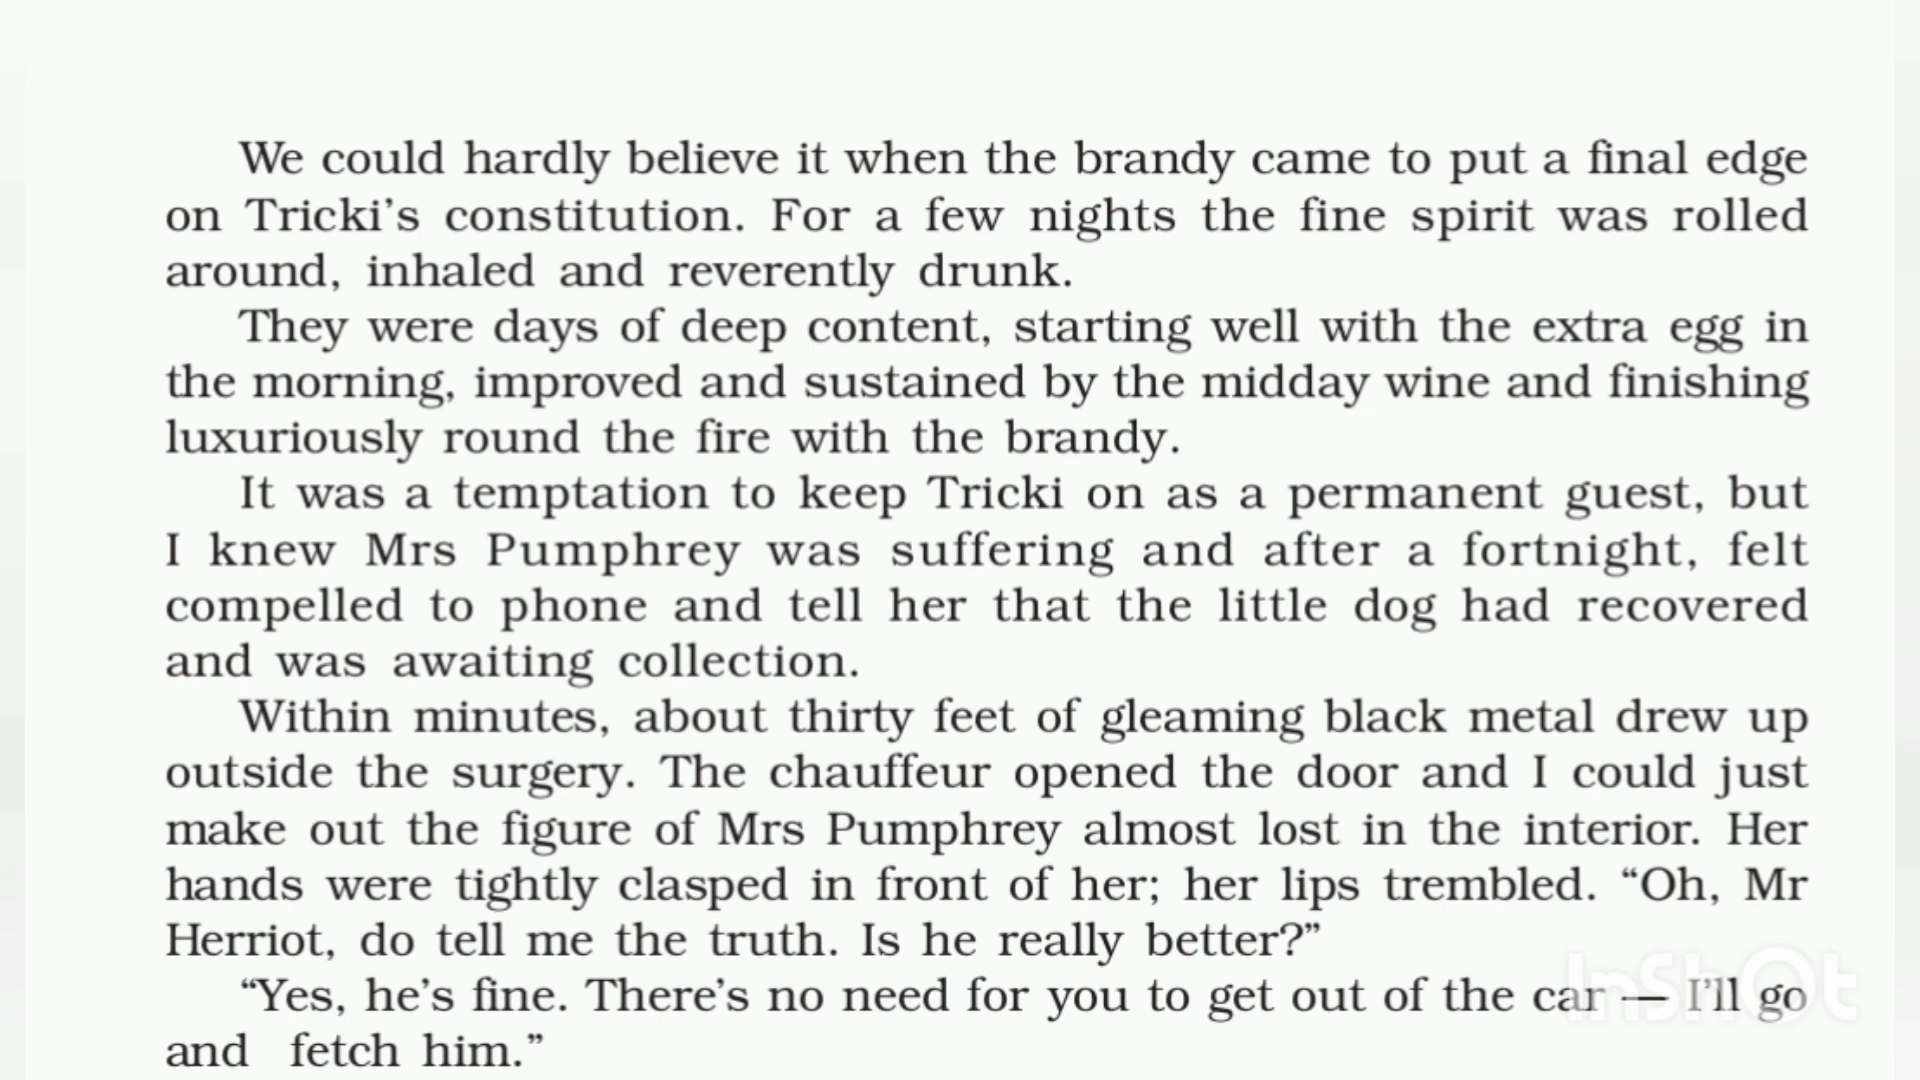 We could hardly believe it when the brandy came to put a final edge
on Tricki’s constitution. For a few nights the fine spirit was rolled
around, inhaled and reverently drunk.
They were days of deep content, starting well with the extra egg in
the morning, improved and sustained by the midday wine and finishing
luxuriously round the fire with the brandy.
It was a temptation to keep Tricki on as a permanent guest, but
I knew Mrs Pumphrey was suffering and after a fortnight, felt
compelled to phone and tell her that the little dog had recovered
and was awaiting collection.
Within minutes, about thirty feet of gleaming black metal drew up
outside the surgery. The chauffeur opened the door and I could just
make out the figure of Mrs Pumphrey almost lost in the interior. Her
hands were tightly clasped in front of her; her lips trembled. “Oh, Mr
Herriot, do tell me the truth. Is he really better?”
“Yes, he’s fine. There’s no need for you to get out of the car — I’ll go
and fetch him.”
InShOt